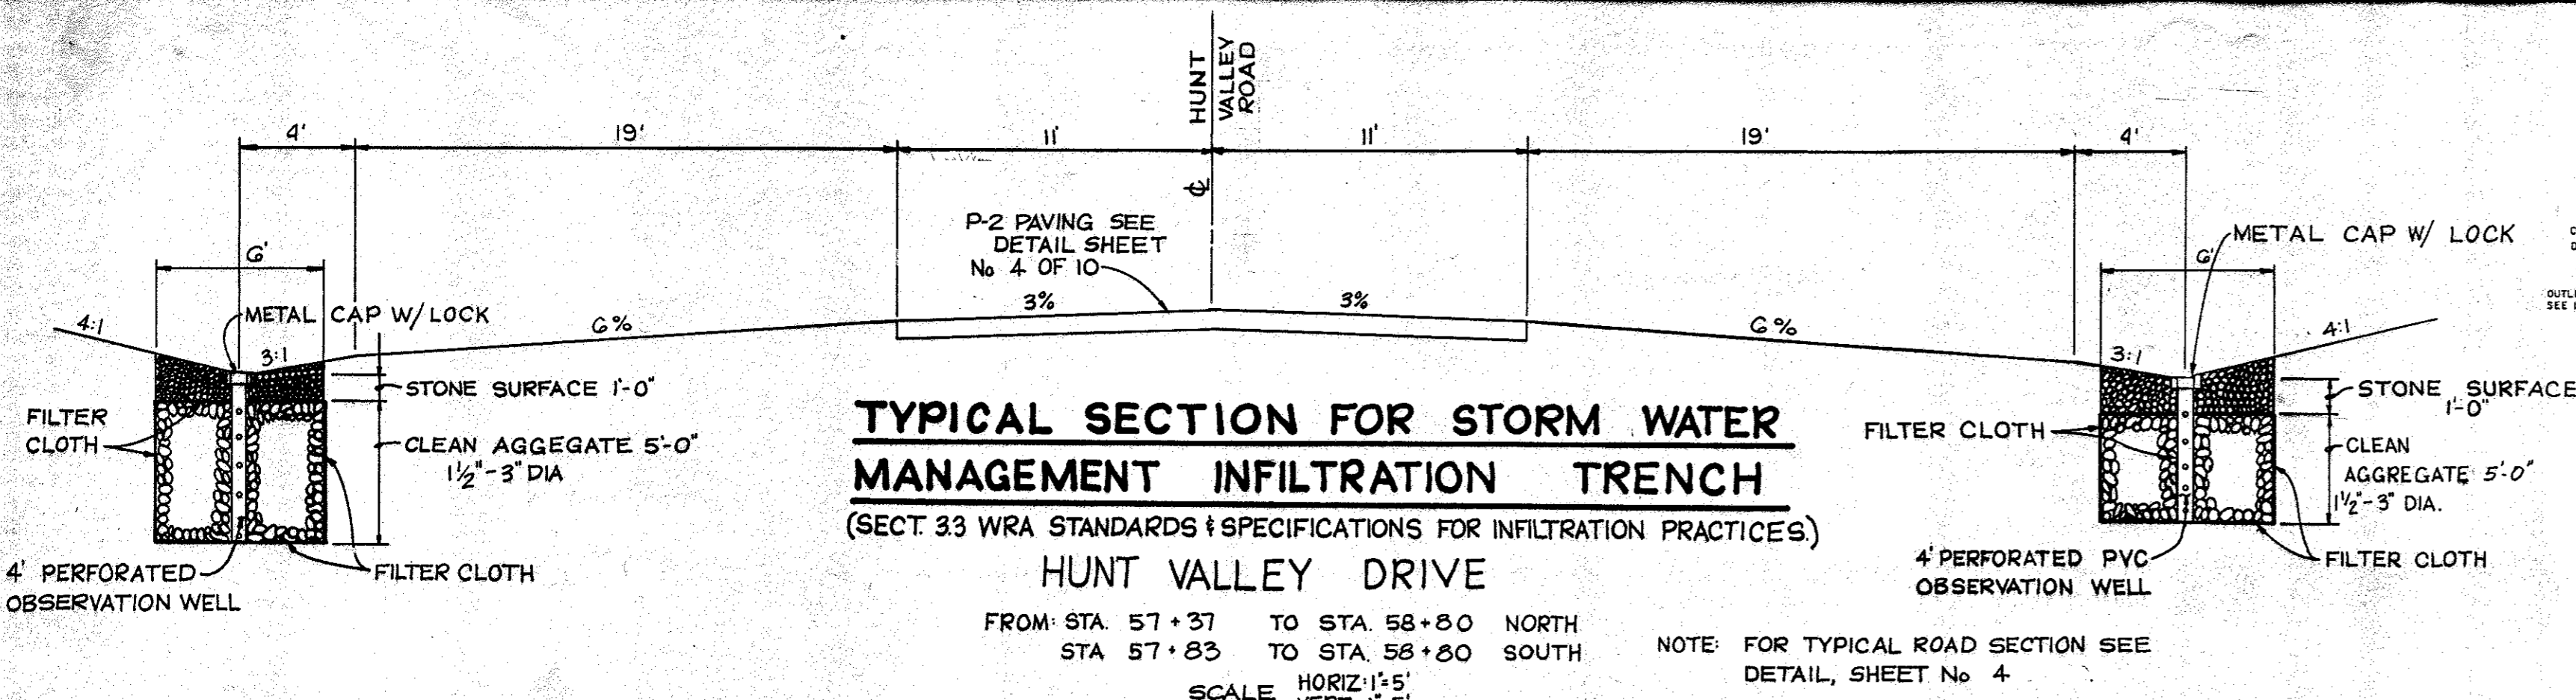 HUNT
VALLEY
ROAD
4'
19'
11'
11'
19'
4'
℄
P-2 PAVING SEE
DETAIL SHEET
No 4 OF 10
6'
METAL CAP W/ LOCK
6'
4:1
METAL CAP W/LOCK
3:1
6%
3%
3%
6%
4:1
3:1
STONE SURFACE 1'-0"
STONE SURFACE
1'-0"
FILTER
CLOTH
CLEAN AGGEGATE 5'-0"
1½"-3" DIA
TYPICAL SECTION FOR STORM WATER
MANAGEMENT INFILTRATION TRENCH
(SECT. 3.3 WRA STANDARDS & SPECIFICATIONS FOR INFILTRATION PRACTICES.)
FILTER CLOTH
CLEAN
AGGREGATE 5'-0"
1½"-3" DIA.
4' PERFORATED
OBSERVATION WELL
FILTER CLOTH
HUNT VALLEY DRIVE
4' PERFORATED PVC
OBSERVATION WELL
FILTER CLOTH
FROM: STA. 57+37 TO STA. 58+80 NORTH
STA 57+83 TO STA. 58+80 SOUTH
SCALE HORIZ: 1"=5'
NOTE: FOR TYPICAL ROAD SECTION SEE
DETAIL, SHEET No 4
SEE